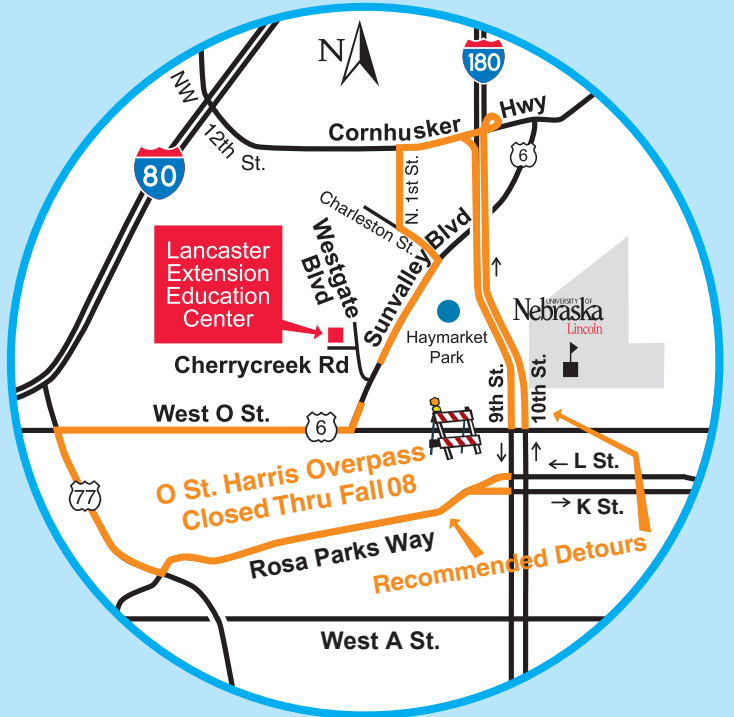 N
180
NW
12th St.
Cornhusker
Hwy
6
80
N. 1st St.
Charleston St.
Westgate
Blvd
Sunvalley Blvd
Lancaster
Extension
Education
Center
UNIVERSITY OF
Nebraska
Lincoln
Haymarket
Park
Cherrycreek Rd
9th St.
10th St.
West O St.
6
O St. Harris Overpass
Closed Thru Fall 08
← L St.
→ K St.
77
Rosa Parks Way
Recommended Detours
West A St.